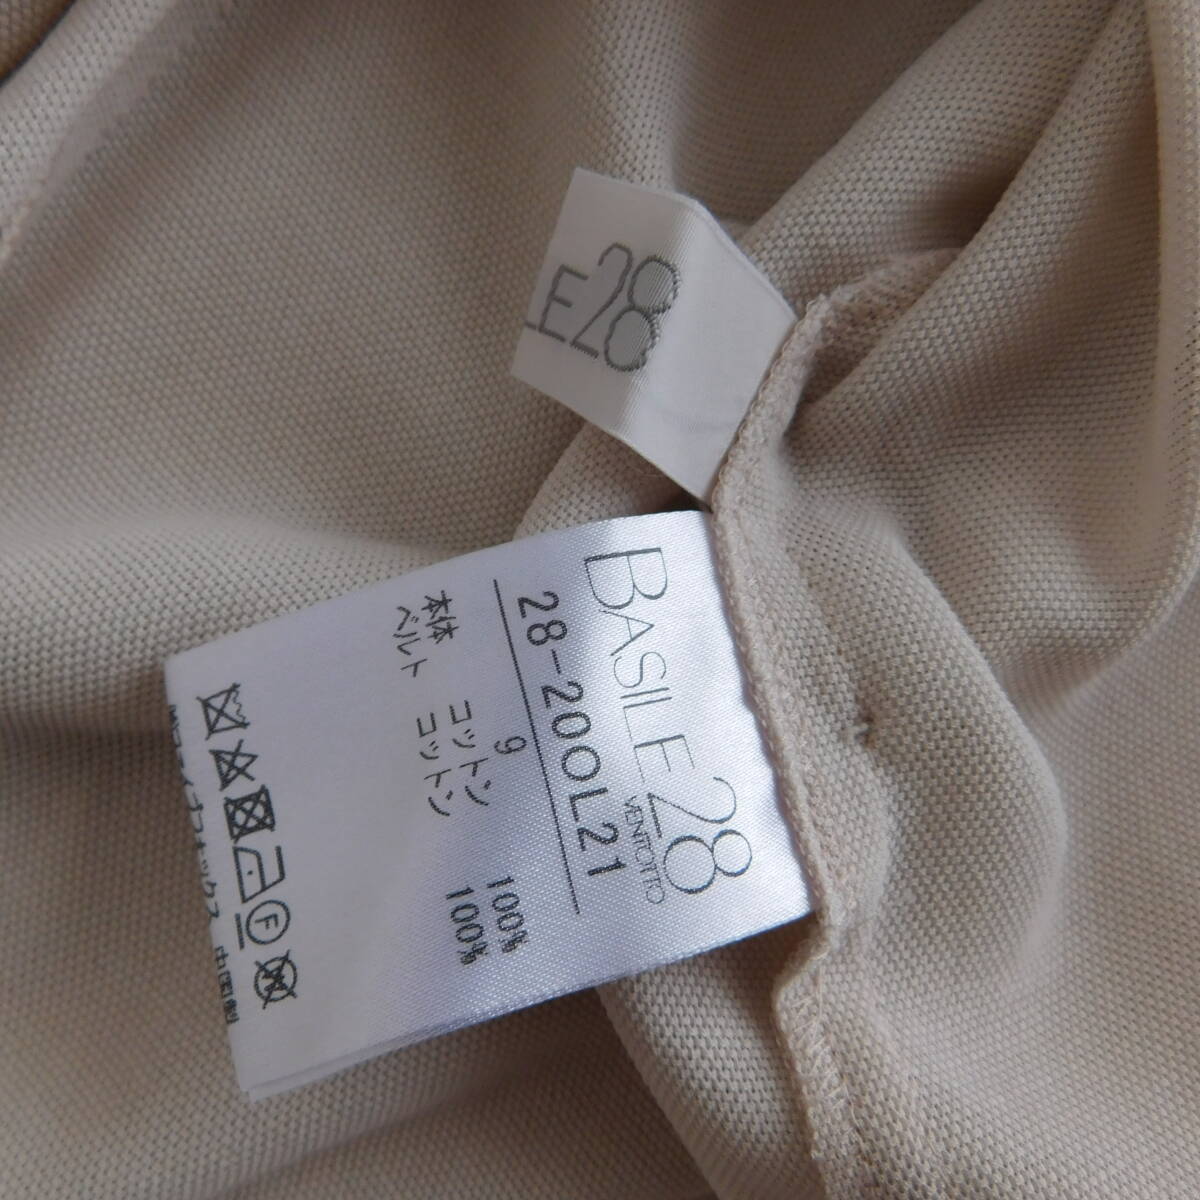 LE28
BASILE28
VENTOTTO
28-20OL21
9
本体 コットン 100%
ベルト コットン 100%
F
中国製